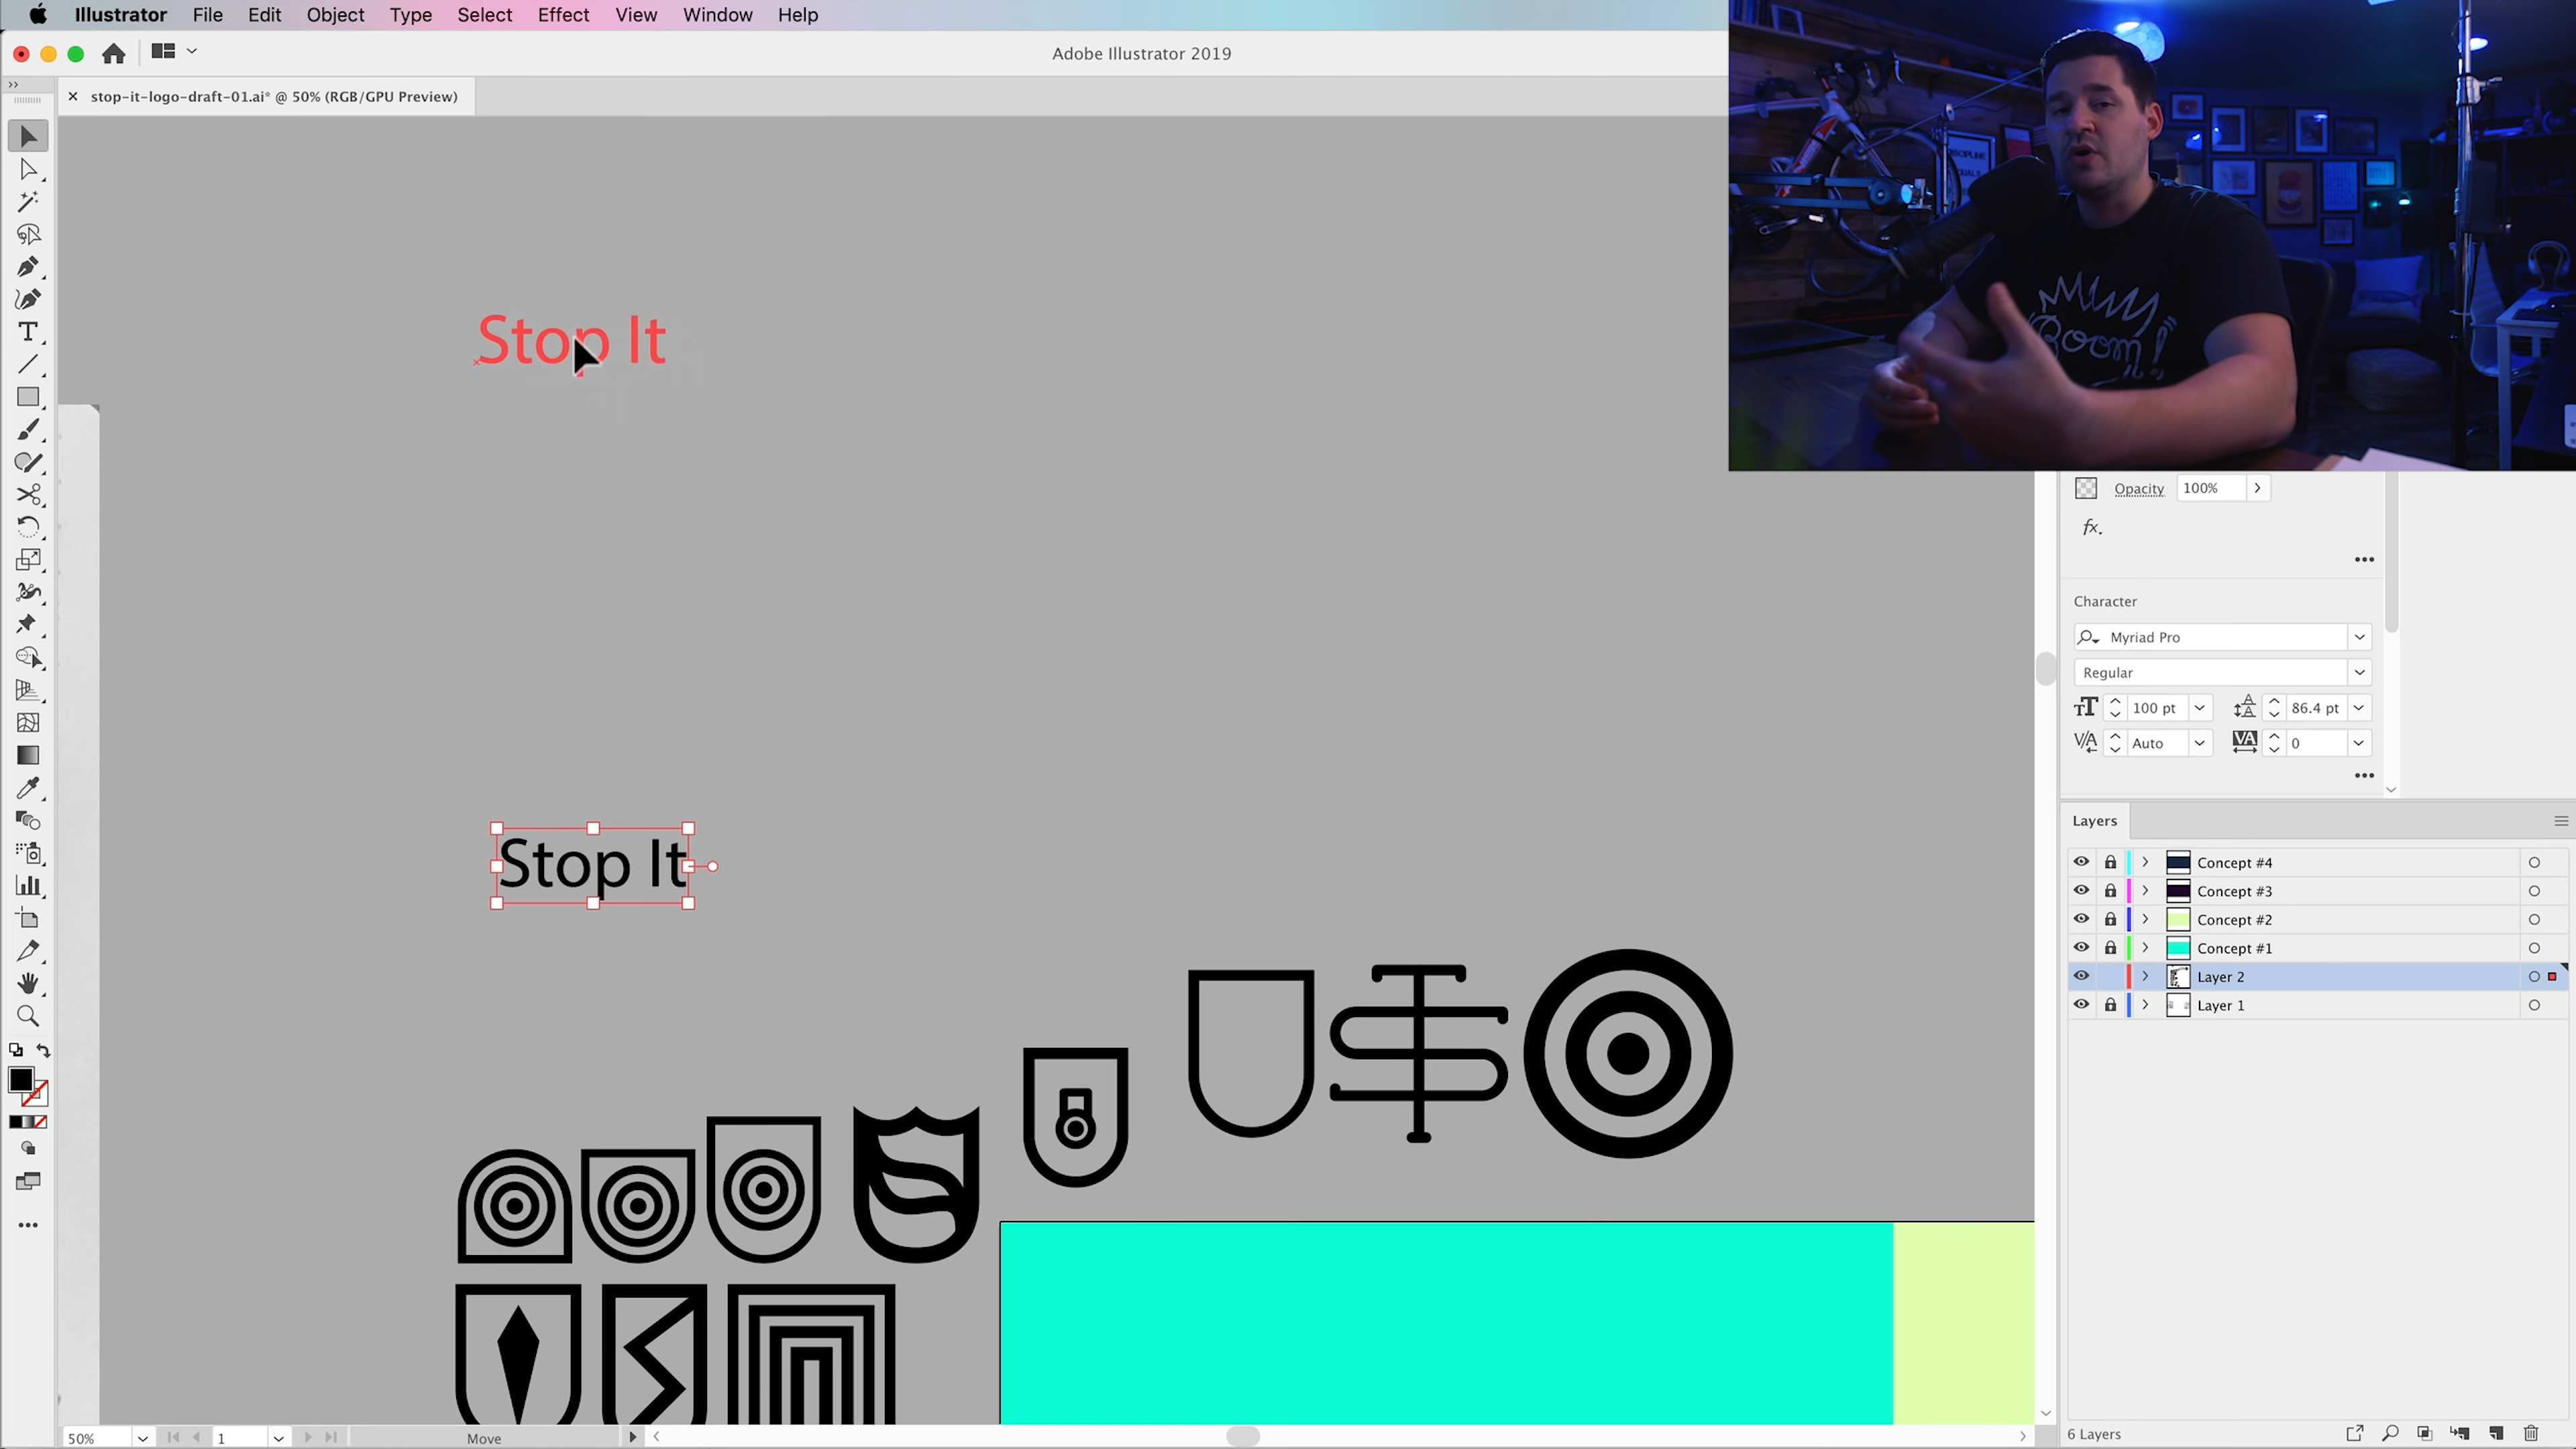 Illustrator File Edit Object Type Select Effect View Window Help
Adobe Illustrator 2019
stop-it-logo-draft-01.ai* @ 50% (RGB/GPU Preview)
DISCIPLINE
Boom!
Stop It
Opacity 100%
fx.
Character
Myriad Pro
Regular
100 pt 86.4 pt
Auto 0
Stop It
Layers
Concept #4
Concept #3
Concept #2
Concept #1
Layer 2
Layer 1
50% 1 Move
6 Layers